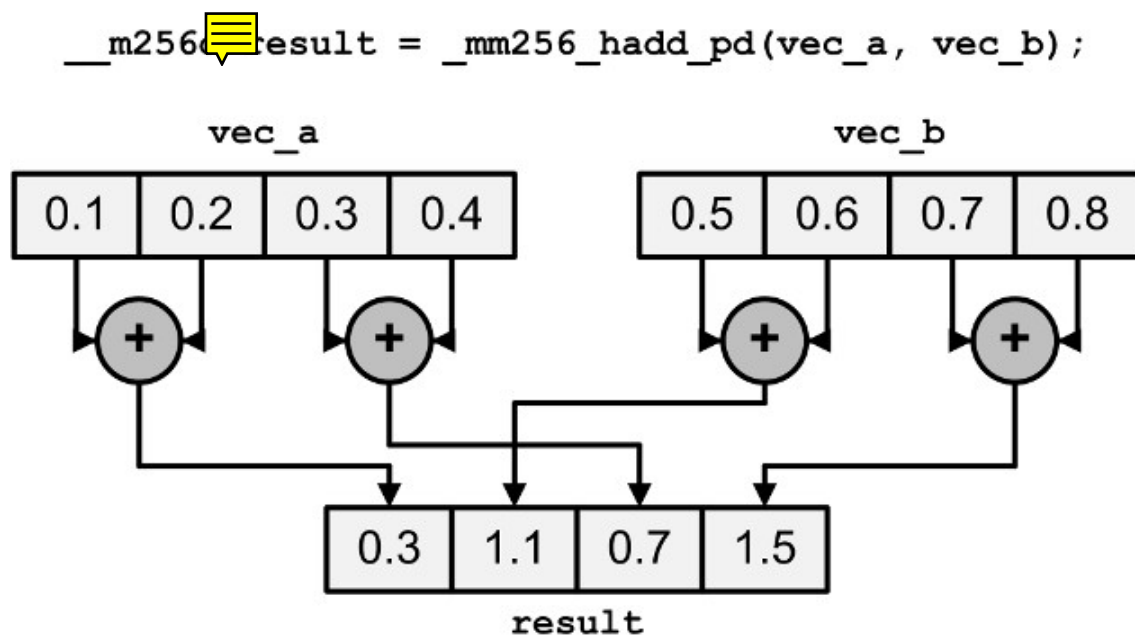 __m256d result = _mm256_hadd_pd(vec_a, vec_b);
vec_a vec_b
0.1 0.2 0.3 0.4 0.5 0.6 0.7 0.8
+ + + +
0.3 1.1 0.7 1.5
result